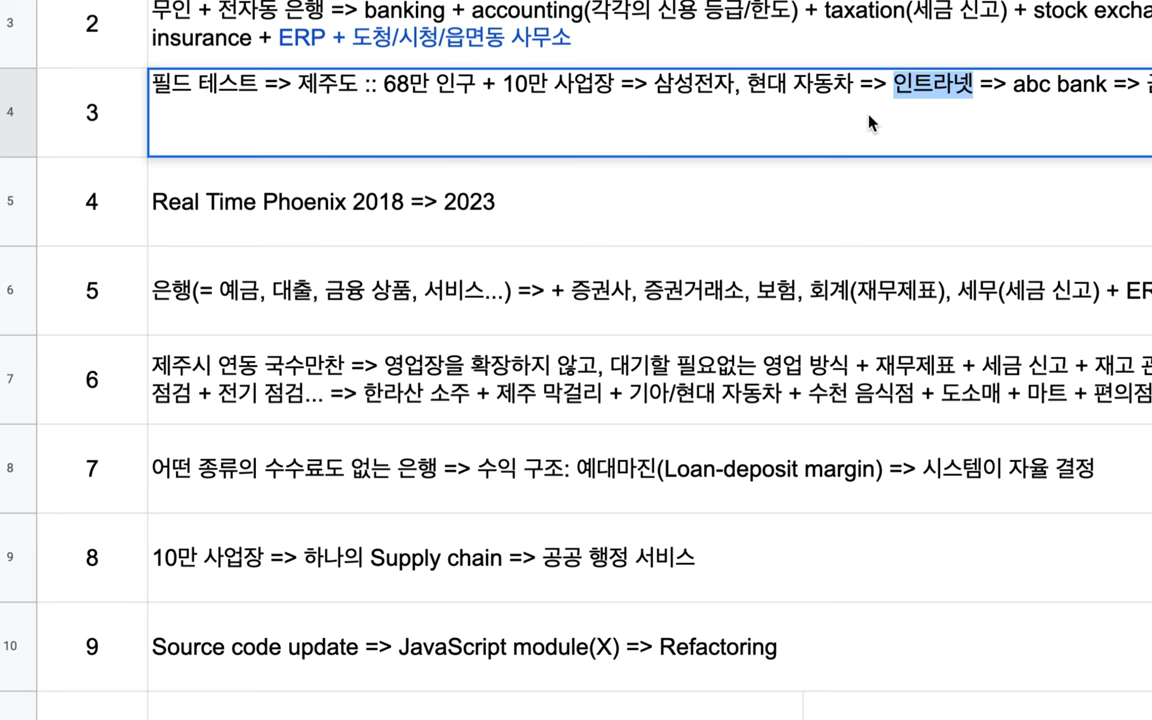 3
2
무인 + 전자동 은행 => banking + accounting(각각의 신용 등급/한도) + taxation(세금 신고) + stock
insurance + ERP + 도청/시청/읍면동 사무소
4
3
필드 테스트 => 제주도 :: 68만 인구 + 10만 사업장 => 삼성전자, 현대 자동차 => 인트라넷 => abc bank =>
5
4
Real Time Phoenix 2018 => 2023
6
5
은행(= 예금, 대출, 금융 상품, 서비스...) => + 증권사, 증권거래소, 보험, 회계(재무제표), 세무(세금 신고) +
7
6
제주시 연동 국수만찬 => 영업장을 확장하지 않고, 대기할 필요없는 영업 방식 + 재무제표 + 세금 신고 + 재고
점검 + 전기 점검... => 한라산 소주 + 제주 막걸리 + 기아/현대 자동차 + 수천 음식점 + 도소매 + 마트 + 편의점
8
7
어떤 종류의 수수료도 없는 은행 => 수익 구조: 예대마진(Loan-deposit margin) => 시스템이 자율 결정
9
8
10만 사업장 => 하나의 Supply chain => 공공 행정 서비스
10
9
Source code update => JavaScript module(X) => Refactoring